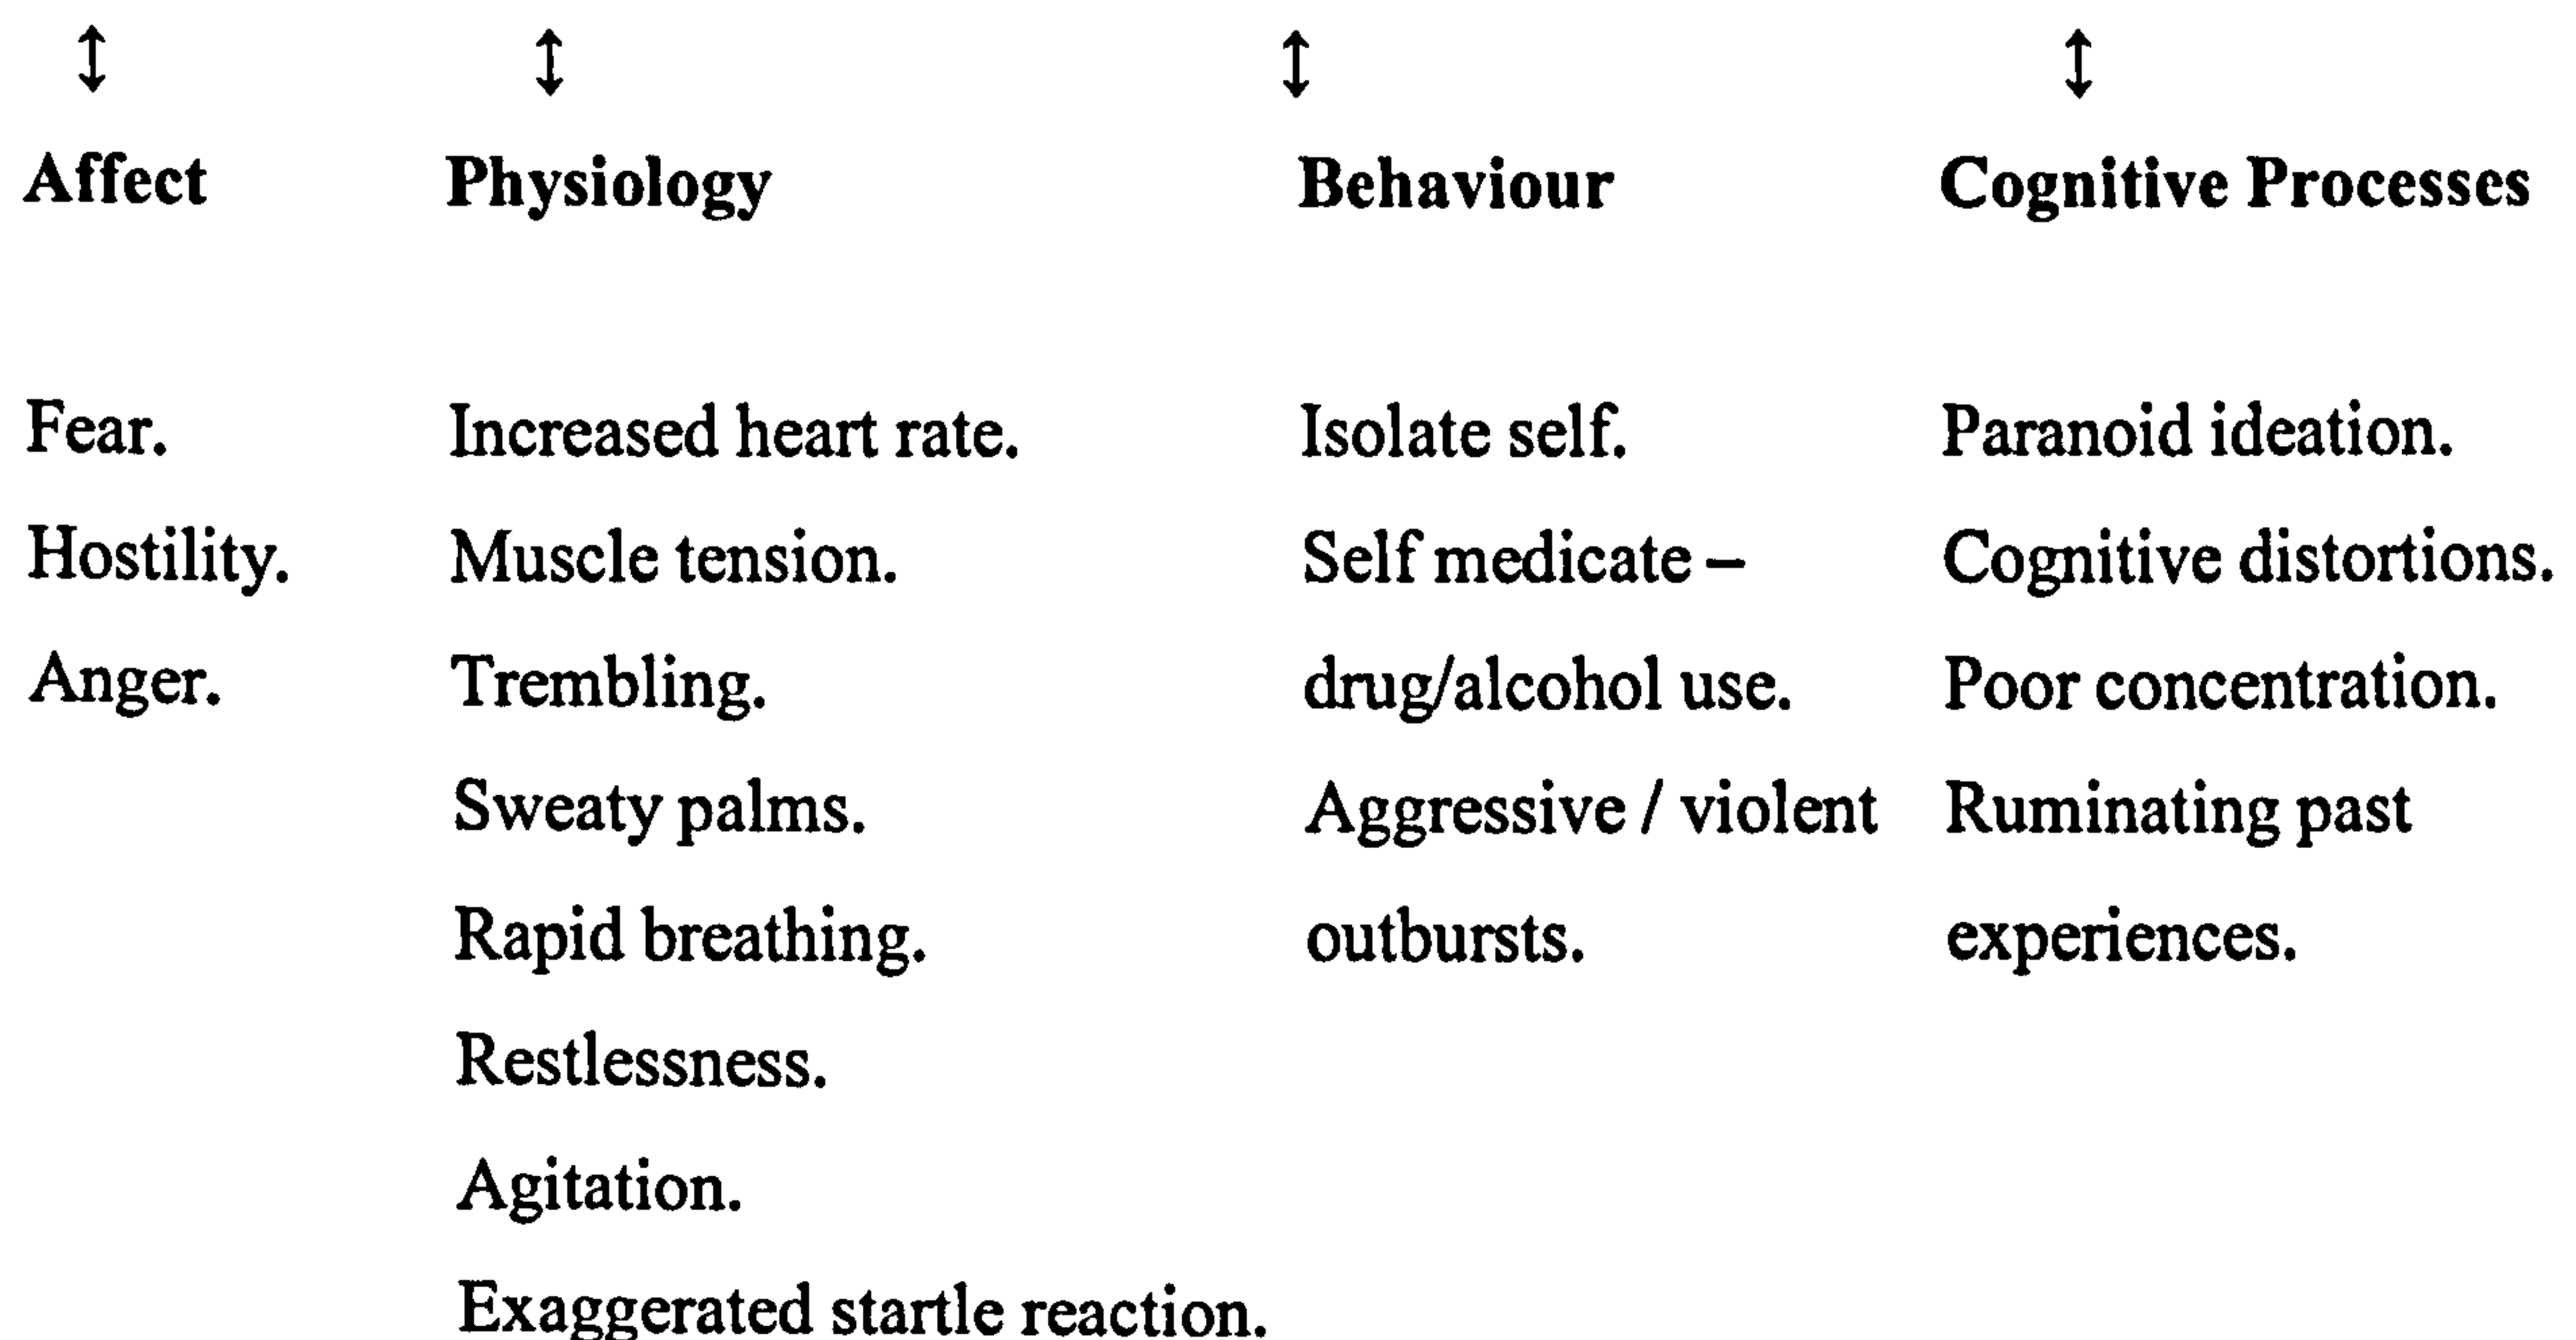 ↕ ↕ ↕ ↕
Affect Physiology Behaviour Cognitive Processes
Fear. Increased heart rate. Isolate self. Paranoid ideation.
Hostility. Muscle tension. Self medicate – Cognitive distortions.
Anger. Trembling. drug/alcohol use. Poor concentration.
Sweaty palms. Aggressive / violent Ruminating past
Rapid breathing. outbursts. experiences.
Restlessness.
Agitation.
Exaggerated startle reaction.